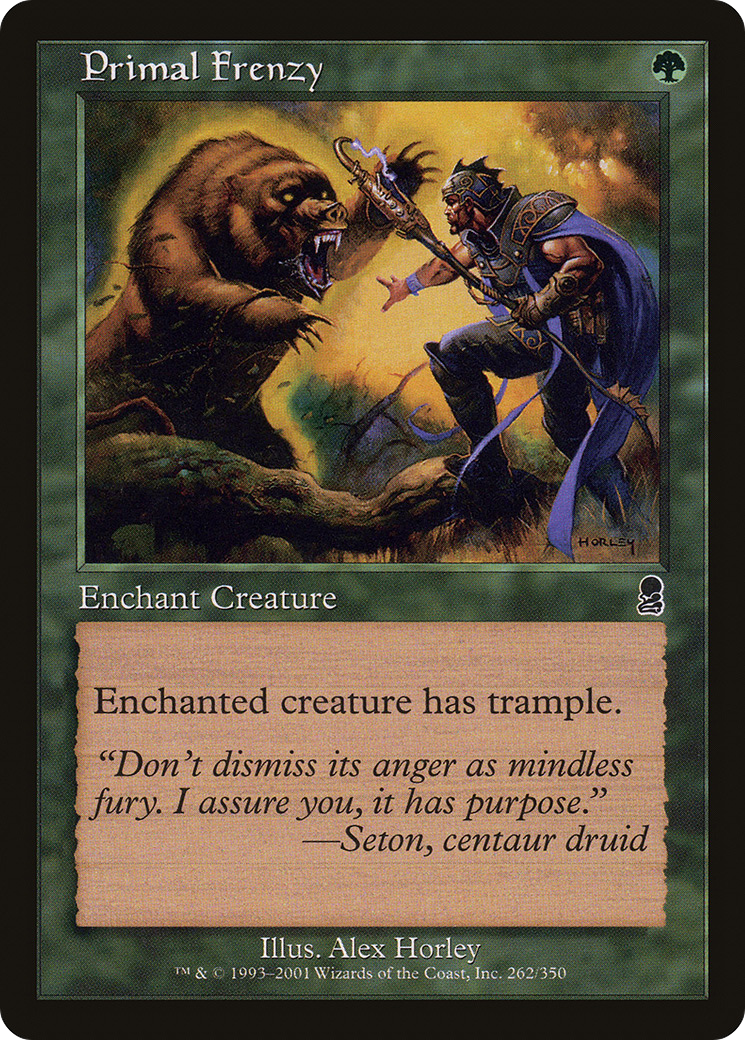 Primal Frenzy
HORLEY
Enchant Creature
Enchanted creature has trample.
“Don’t dismiss its anger as mindless
fury. I assure you, it has purpose.”
—Seton, centaur druid
Illus. Alex Horley
™ & © 1993–2001 Wizards of the Coast, Inc. 262/350